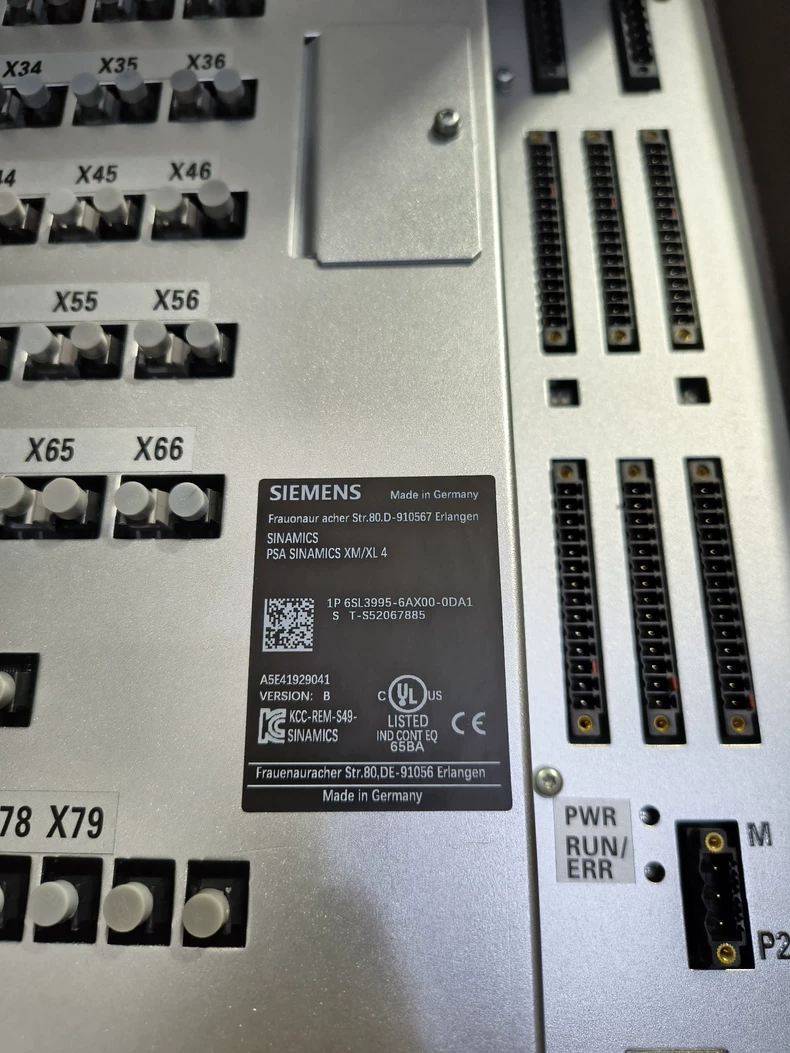 X34 X35 X36
X45 X46
X55 X56
X65 X66
SIEMENS Made in Germany
Frauonaur acher Str.80.D-910567 Erlangen
SINAMICS
PSA SINAMICS XM/XL 4
1P 6SL3995-6AX00-0DA1
S T-S52067885
A5E41929041
VERSION: B
KCC-REM-S49-
SINAMICS
C UL US
LISTED
IND CONT EQ
65BA
CE
Frauenauracher Str.80,DE-91056 Erlangen
Made in Germany
78 X79
PWR
RUN/
ERR
M
P2